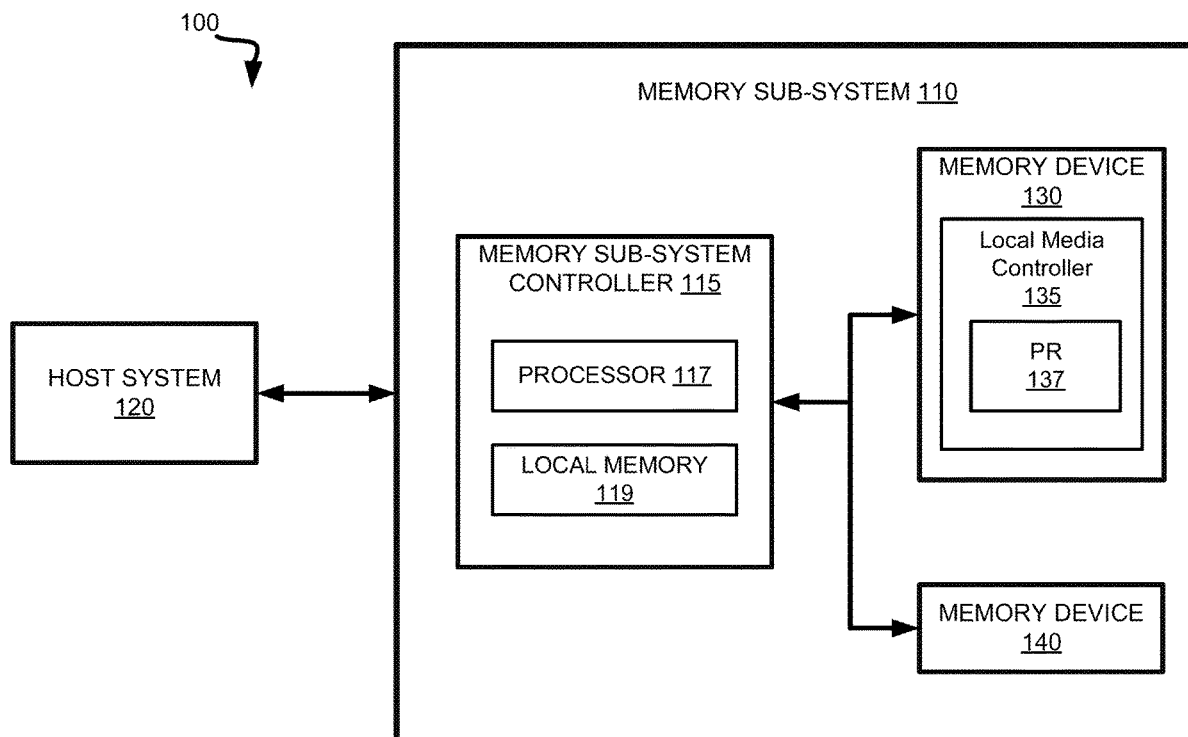 100
MEMORY SUB-SYSTEM 110
MEMORY DEVICE
130
Local Media
Controller
135
PR
137
MEMORY SUB-SYSTEM
CONTROLLER 115
PROCESSOR 117
LOCAL MEMORY
119
HOST SYSTEM
120
MEMORY DEVICE
140